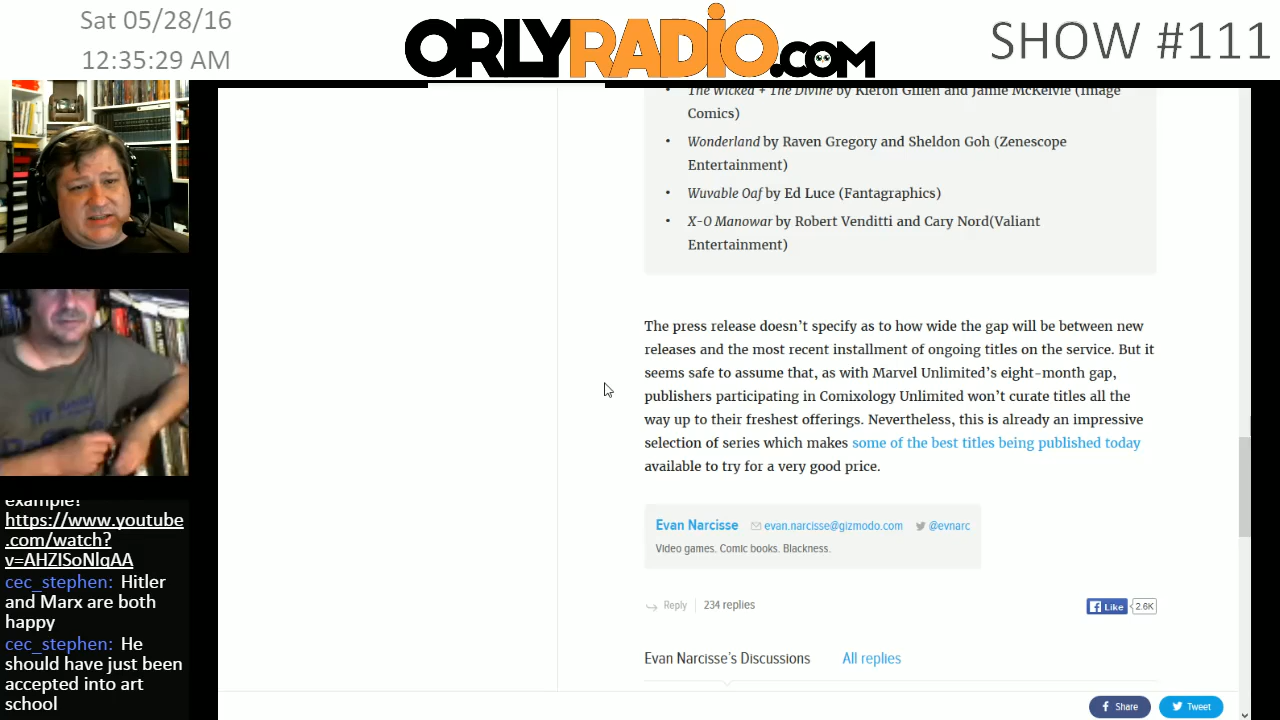 Sat 05/28/16
12:35:29 AM
ORLYRADIO.COM
SHOW #111
The Wicked + The Divine by Kieron Gillen and Jamie McKelvie (Image
Comics)
• Wonderland by Raven Gregory and Sheldon Goh (Zenescope
Entertainment)
• Wuvable Oaf by Ed Luce (Fantagraphics)
• X-O Manowar by Robert Venditti and Cary Nord(Valiant
Entertainment)
The press release doesn’t specify as to how wide the gap will be between new
releases and the most recent installment of ongoing titles on the service. But it
seems safe to assume that, as with Marvel Unlimited’s eight-month gap,
publishers participating in Comixology Unlimited won’t curate titles all the
way up to their freshest offerings. Nevertheless, this is already an impressive
selection of series which makes some of the best titles being published today
available to try for a very good price.
Evan Narcisse evan.narcisse@gizmodo.com @evnarc
Video games. Comic books. Blackness.
Reply 234 replies
Like 2.6K
Evan Narcisse’s Discussions All replies
Share Tweet
example?
https://www.youtube
.com/watch?
v=AHZISoNlqAA
cec_stephen: Hitler
and Marx are both
happy
cec_stephen: He
should have just been
accepted into art
school